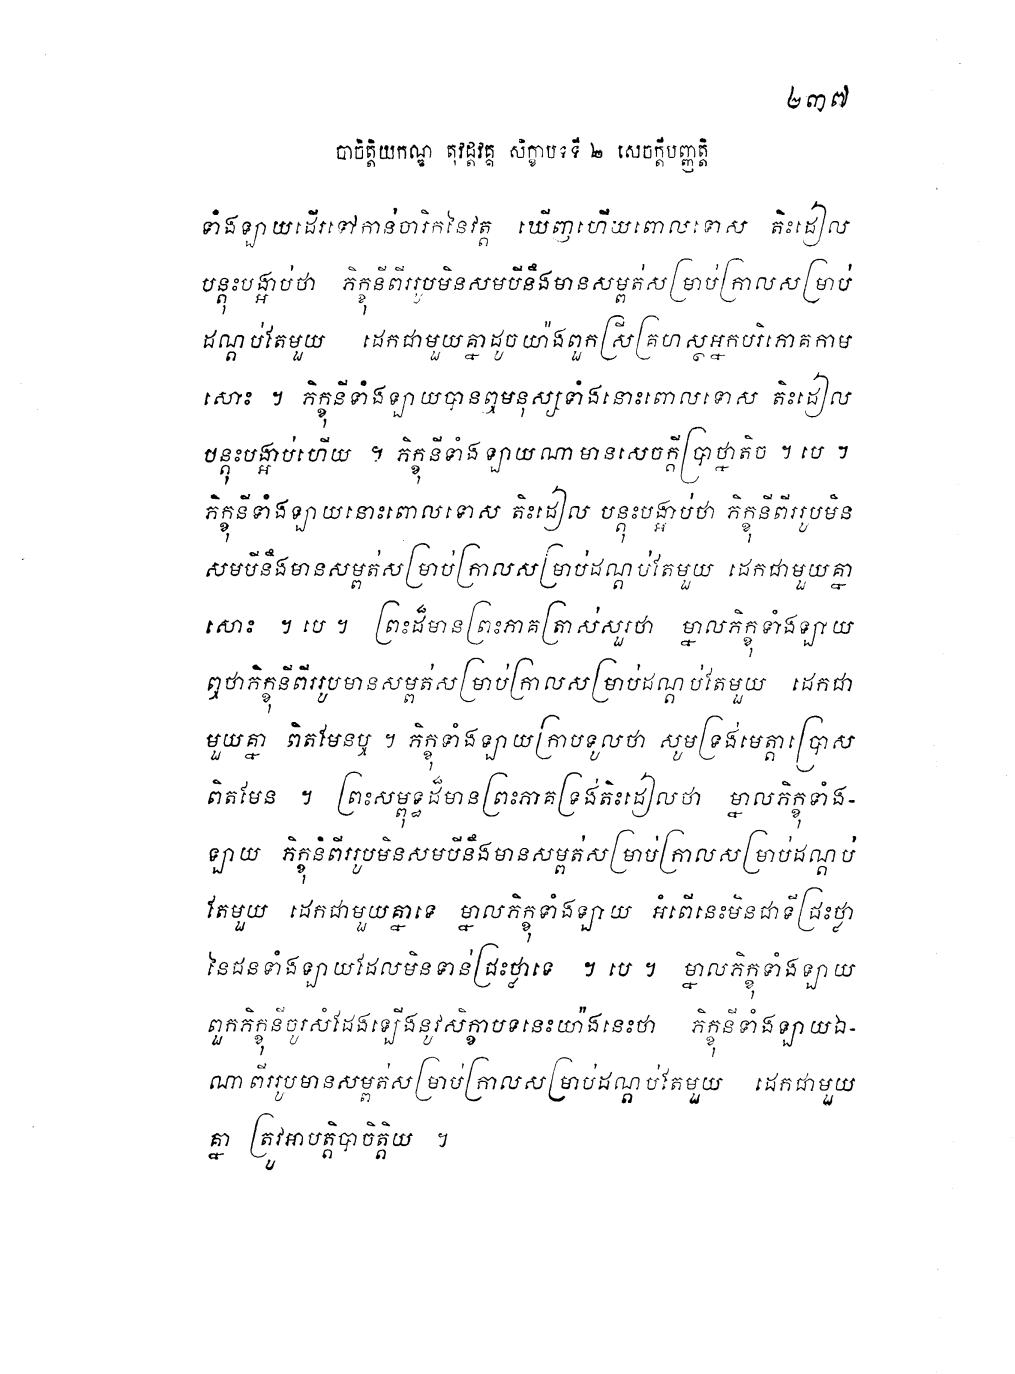 ២៣៧
បាចិត្តិយកណ្ឌ តុវដ្តវគ្គ សិក្ខាបទទី ២ សេចក្តីបញ្ញត្តិ
ទាំងឡាយដើរទៅកាន់ចារិកនៃវត្ត ឃើញហើយពោលទោស តិះដៀល
បន្តុះបង្អាប់ថា ភិក្ខុនីពីររូបមិនសមបើនឹងមានសម្ពត់សម្រាប់ក្រាលសម្រាប់
ដណ្តប់តែមួយ ដេកជាមួយគ្នាដូចយ៉ាងពួកស្រីគ្រហស្ថអ្នកបរិភោគកាម
សោះ ។ ភិក្ខុនីទាំងឡាយបានឮមនុស្សទាំងនោះពោលទោស តិះដៀល
បន្តុះបង្អាប់ហើយ ។ ភិក្ខុនីទាំងឡាយណាមានសេចក្តីប្រាថ្នាតិច ។ បេ ។
ភិក្ខុនីទាំងឡាយនោះពោលទោស តិះដៀល បន្តុះបង្អាប់ថា ភិក្ខុនីពីររូបមិន
សមបើនឹងមានសម្ពត់សម្រាប់ក្រាលសម្រាប់ដណ្តប់តែមួយ ដេកជាមួយគ្នា
សោះ ។ បេ ។ ព្រះដ៏មានព្រះភាគត្រាស់សួរថា ម្នាលភិក្ខុទាំងឡាយ
ឮថាភិក្ខុនីពីររូបមានសម្ពត់សម្រាប់ក្រាលសម្រាប់ដណ្តប់តែមួយ ដេកជា
មួយគ្នា ពិតមែនឬ ។ ភិក្ខុទាំងឡាយក្រាបទូលថា សូមទ្រង់មេត្តាប្រោស
ពិតមែន ។ ព្រះសម្ពុទ្ធដ៏មានព្រះភាគទ្រង់តិះដៀលថា ម្នាលភិក្ខុទាំង-
ឡាយ ភិក្ខុនីពីររូបមិនសមបើនឹងមានសម្ពត់សម្រាប់ក្រាលសម្រាប់ដណ្តប់
តែមួយ ដេកជាមួយគ្នាទេ ម្នាលភិក្ខុទាំងឡាយ អំពើនេះមិនជាទីជ្រះថ្លា
នៃជនទាំងឡាយដែលមិនទាន់ជ្រះថ្លាទេ ។ បេ ។ ម្នាលភិក្ខុទាំងឡាយ
ពួកភិក្ខុនីចូរសំដែងឡើងនូវសិក្ខាបទនេះយ៉ាងនេះថា ភិក្ខុនីទាំងឡាយឯ-
ណាពីររូបមានសម្ពត់សម្រាប់ក្រាលសម្រាប់ដណ្តប់តែមួយ ដេកជាមួយ
គ្នា ត្រូវអាបត្តិបាចិត្តិយ ។